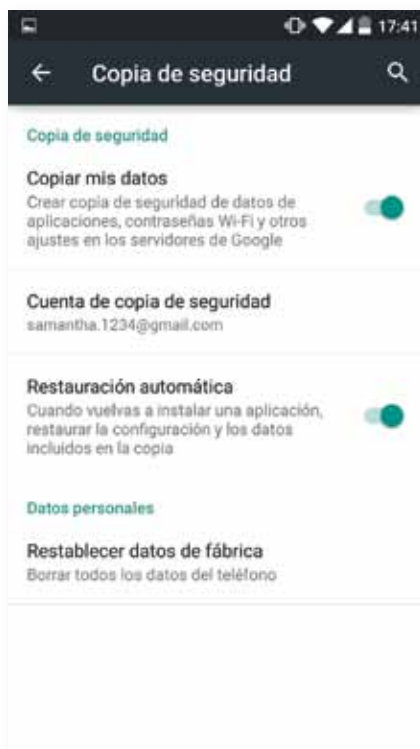 17:41
Copia de seguridad
Copia de seguridad
Copiar mis datos
Crear copia de seguridad de datos de
aplicaciones, contraseñas Wi-Fi y otros
ajustes en los servidores de Google
Cuenta de copia de seguridad
samantha.1234@gmail.com
Restauración automática
Cuando vuelvas a instalar una aplicación,
restaurar la configuración y los datos
incluidos en la copia
Datos personales
Restablecer datos de fábrica
Borrar todos los datos del teléfono